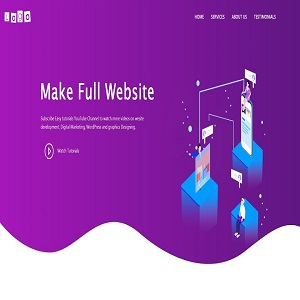 Logo
HOME SERVICES ABOUT US TESTIMONIALS
Make Full Website
Subscribe Easy tutorials YouTube Channel to watch more videos on website
development, Digital Marketing, WordPress and graphics Designing.
Watch Tutorials